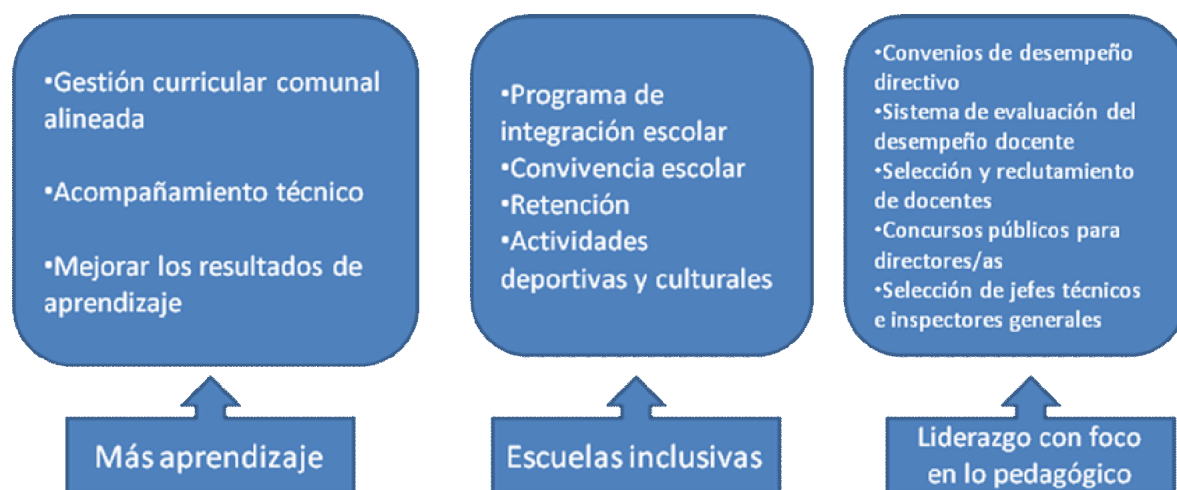 •Gestión curricular comunal
alineada
•Acompañamiento técnico
•Mejorar los resultados de
aprendizaje
Más aprendizaje
•Programa de
integración escolar
•Convivencia escolar
•Retención
•Actividades
deportivas y culturales
Escuelas inclusivas
•Convenios de desempeño
directivo
•Sistema de evaluación del
desempeño docente
•Selección y reclutamiento
de docentes
•Concursos públicos para
directores/as
•Selección de jefes técnicos
e inspectores generales
Liderazgo con foco
en lo pedagógico